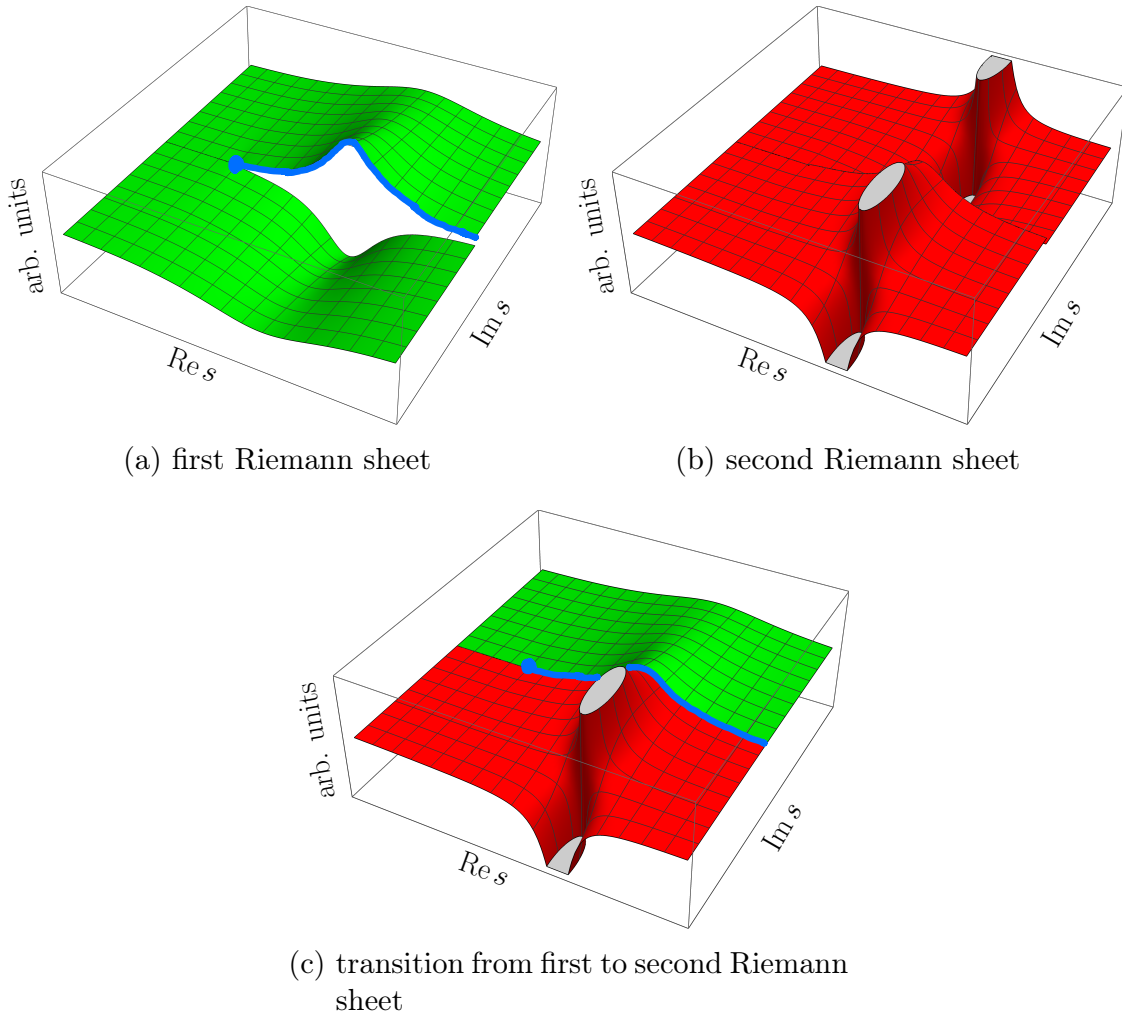 arb. units
Re s
Im s
(a) first Riemann sheet
arb. units
Re s
Im s
(b) second Riemann sheet
arb. units
Re s
Im s
(c) transition from first to second Riemann
sheet